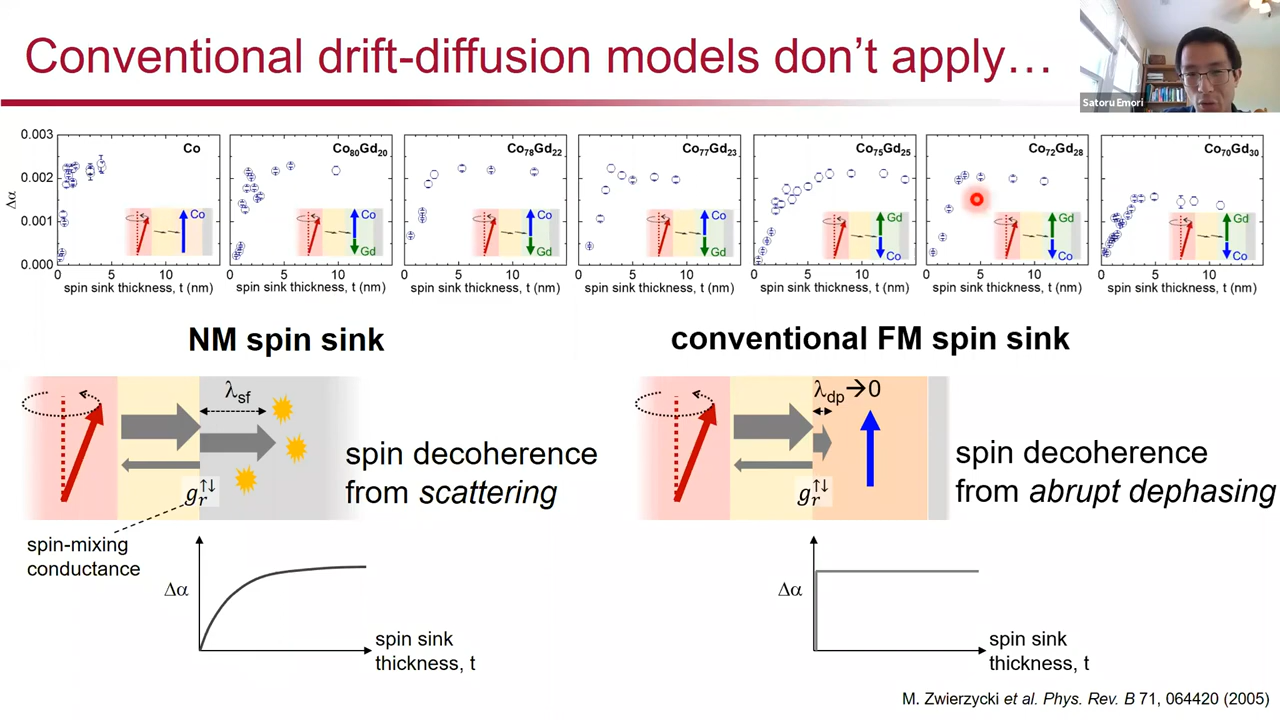 Conventional drift-diffusion models don't apply…
Satoru Emori
0.003
0.002
0.001
0.000
Δα
Co
Co80Gd20
Co78Gd22
Co77Gd23
Co75Gd25
Co72Gd28
Co70Gd30
Co
Co
Gd
Co
Gd
Co
Gd
Gd
Co
Gd
Co
Gd
Co
0 5 10
0 5 10
0 5 10
0 5 10
0 5 10
0 5 10
0 5 10 15
spin sink thickness, t (nm)
spin sink thickness, t (nm)
spin sink thickness, t (nm)
spin sink thickness, t (nm)
spin sink thickness, t (nm)
spin sink thickness, t (nm)
spin sink thickness, t (nm)
NM spin sink
λsf
gr↑↓
spin decoherence
from scattering
spin-mixing
conductance
Δα
spin sink
thickness, t
conventional FM spin sink
λdp→0
gr↑↓
spin decoherence
from abrupt dephasing
Δα
spin sink
thickness, t
M. Zwierzycki et al. Phys. Rev. B 71, 064420 (2005)